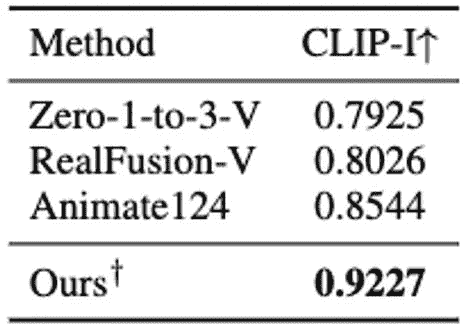 Method CLIP-I↑
Zero-1-to-3-V 0.7925
RealFusion-V 0.8026
Animate124 0.8544
Ours† 0.9227